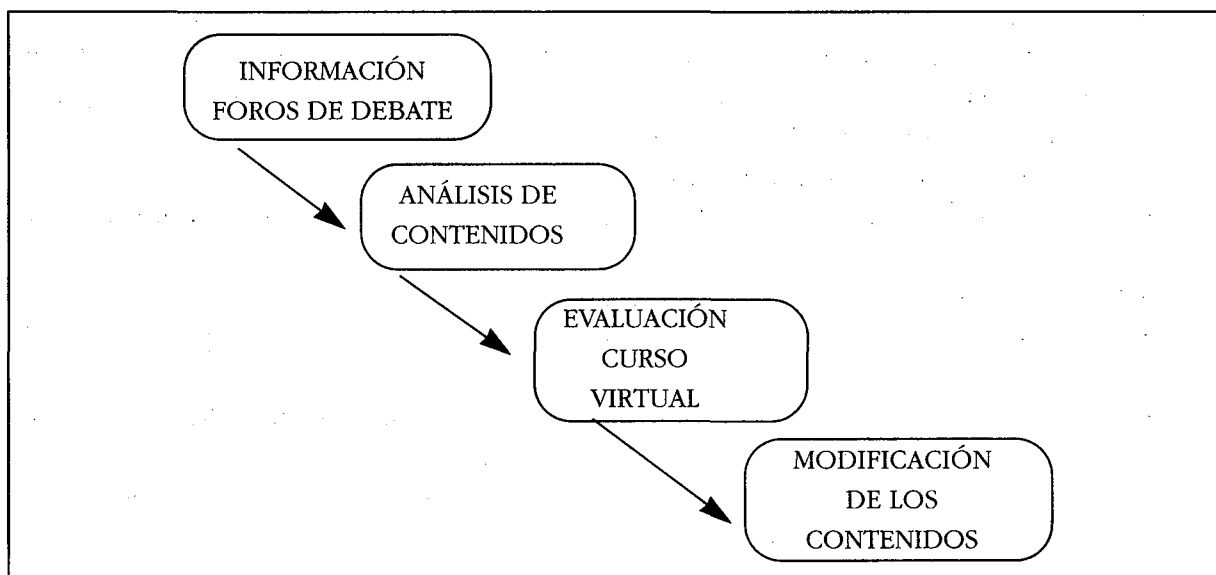 INFORMACIÓN
FOROS DE DEBATE
ANÁLISIS DE
CONTENIDOS
EVALUACIÓN
CURSO
VIRTUAL
MODIFICACIÓN
DE LOS
CONTENIDOS